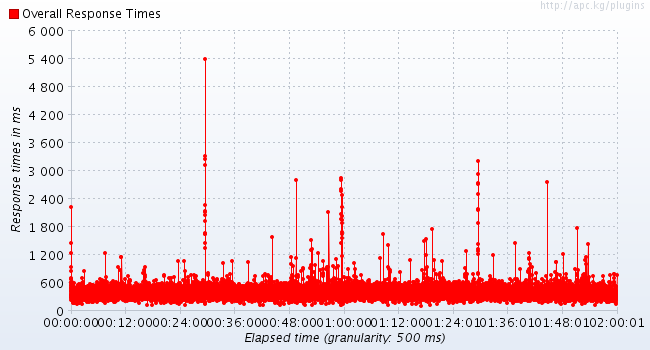 http://apc.kg/plugins
Overall Response Times
6 000
5 400
4 800
4 200
3 600
3 000
2 400
1 800
1 200
600
0
Response times in ms
00:00:00 00:12:00 00:24:00 00:36:00 00:48:00 01:00:00 01:12:00 01:24:01 01:36:01 01:48:01 02:00:01
Elapsed time (granularity: 500 ms)